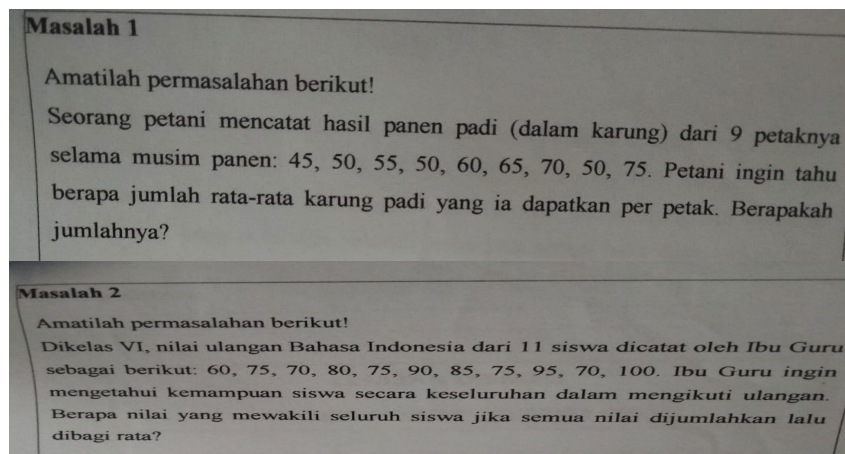 Masalah 1
Amatilah permasalahan berikut!
Seorang petani mencatat hasil panen padi (dalam karung) dari 9 petaknya
selama musim panen: 45, 50, 55, 50, 60, 65, 70, 50, 75. Petani ingin tahu
berapa jumlah rata-rata karung padi yang ia dapatkan per petak. Berapakah
jumlahnya?
Masalah 2
Amatilah permasalahan berikut!
Dikelas VI, nilai ulangan Bahasa Indonesia dari 11 siswa dicatat oleh Ibu Guru
sebagai berikut: 60, 75, 70, 80, 75, 90, 85, 75, 95, 70, 100. Ibu Guru ingin
mengetahui kemampuan siswa secara keseluruhan dalam mengikuti ulangan.
Berapa nilai yang mewakili seluruh siswa jika semua nilai dijumlahkan lalu
dibagi rata?